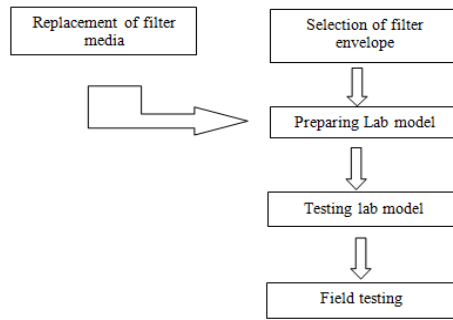 Replacement of filter
media
Selection of filter
envelope
Preparing Lab model
Testing lab model
Field testing